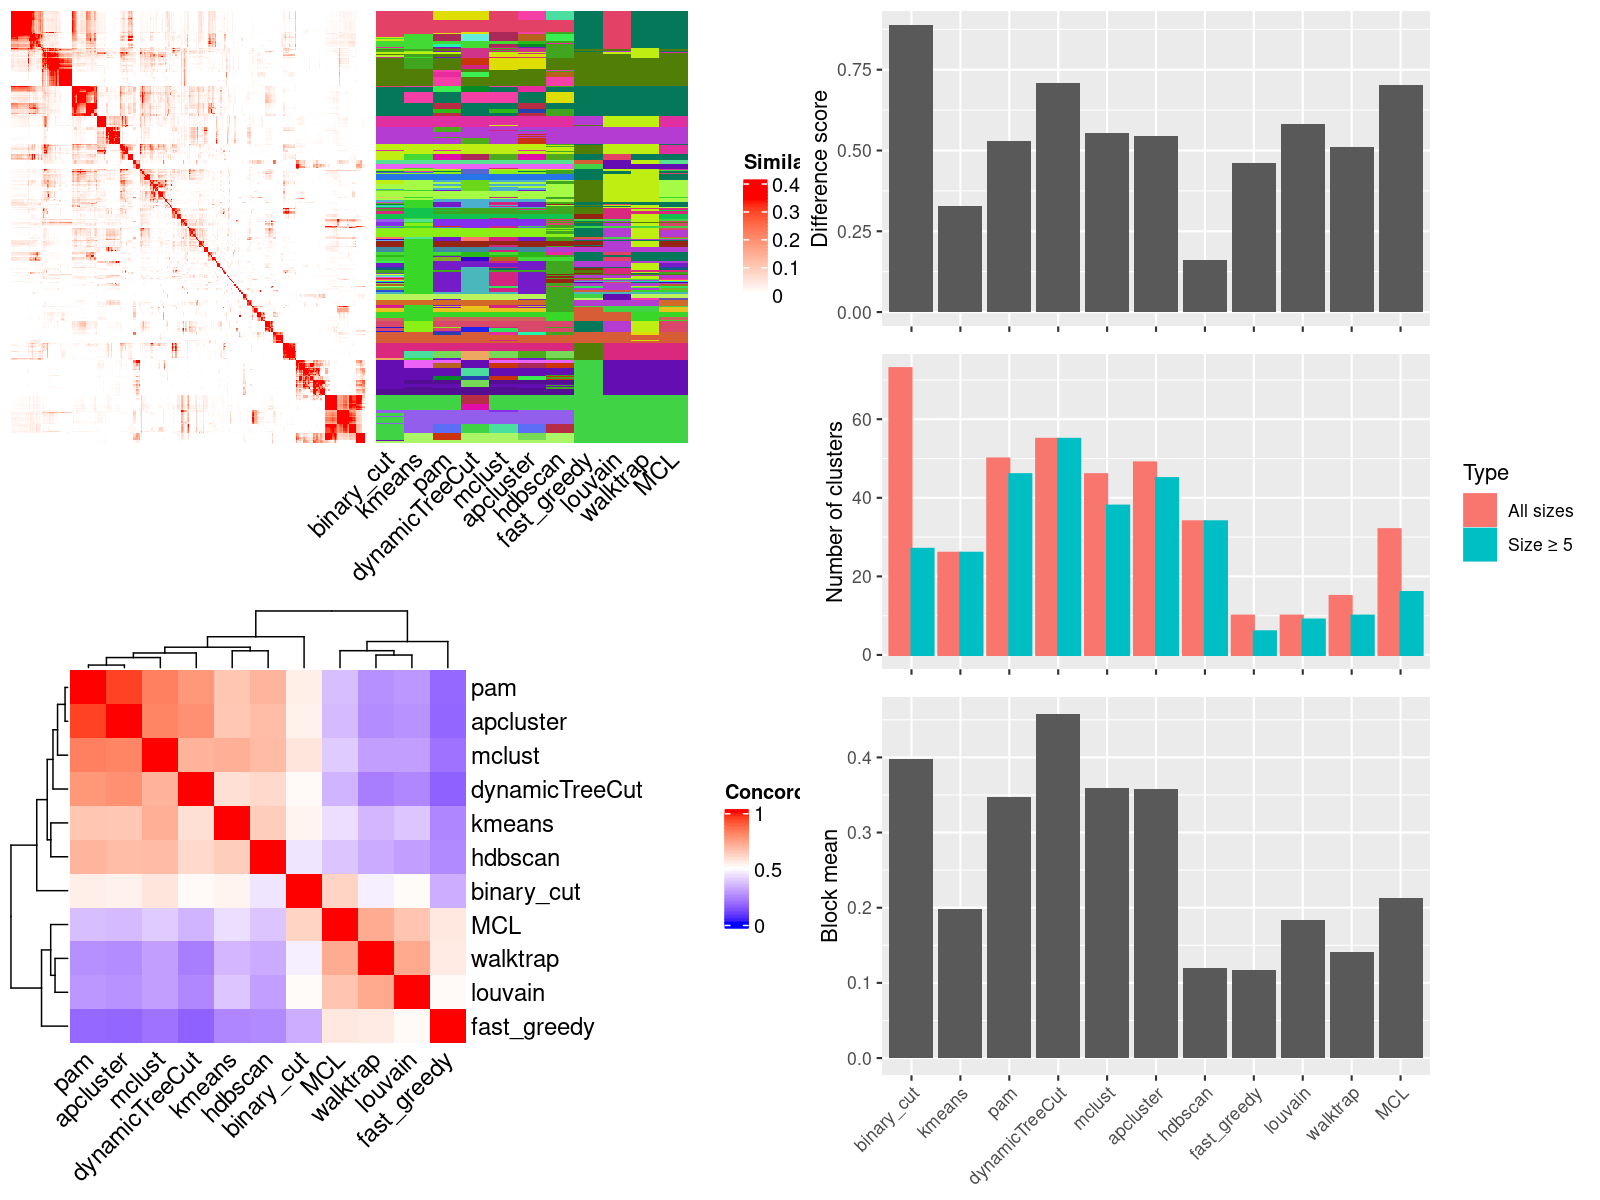 Simila
0.4
0.3
0.2
0.1
0
binary_cut
kmeans
pam
dynamicTreeCut
mclust
apcluster
hdbscan
fast_greedy
louvain
walktrap
MCL
Difference score
0.75
0.50
0.25
0.00
Number of clusters
60
40
20
0
Type
All sizes
Size ≥ 5
pam
apcluster
mclust
dynamicTreeCut
kmeans
hdbscan
binary_cut
MCL
walktrap
louvain
fast_greedy
pam
apcluster
mclust
dynamicTreeCut
kmeans
hdbscan
binary_cut
MCL
walktrap
louvain
fast_greedy
Concord
1
0.5
0
Block mean
0.4
0.3
0.2
0.1
0.0
binary_cut
kmeans
pam
dynamicTreeCut
mclust
apcluster
hdbscan
fast_greedy
louvain
walktrap
MCL